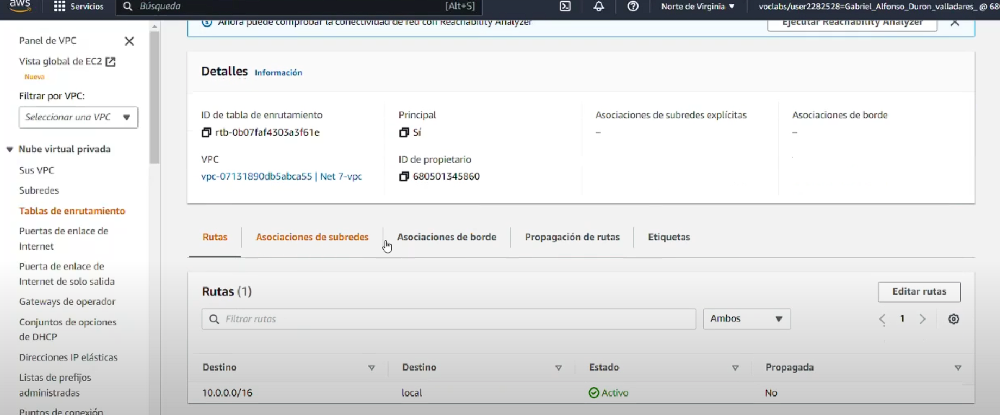 aws
Servicios
Búsqueda
[Alt+S]
Norte de Virginia
voclabs/user2282528=Gabriel_Alfonso_Duron_valladares_ @ 68
Ahora puede comprobar la conectividad de red con Reachability Analyzer
Ejecutar Reachability Analyzer
Panel de VPC
Vista global de EC2
Nueva
Filtrar por VPC:
Seleccionar una VPC
Nube virtual privada
Sus VPC
Subredes
Tablas de enrutamiento
Puertas de enlace de
Internet
Puerta de enlace de
Internet de solo salida
Gateways de operador
Conjuntos de opciones
de DHCP
Direcciones IP elásticas
Listas de prefijos
administradas
Puntos de conexión
Detalles Información
ID de tabla de enrutamiento
rtb-0b07faf4303a3f61e
Principal
Sí
Asociaciones de subredes explícitas
–
Asociaciones de borde
–
VPC
vpc-07131890db5abca55 | Net 7-vpc
ID de propietario
680501345860
Rutas
Asociaciones de subredes
Asociaciones de borde
Propagación de rutas
Etiquetas
Rutas (1)
Editar rutas
Filtrar rutas
Ambos
1
Destino
Destino
Estado
Propagada
10.0.0.0/16
local
Activo
No